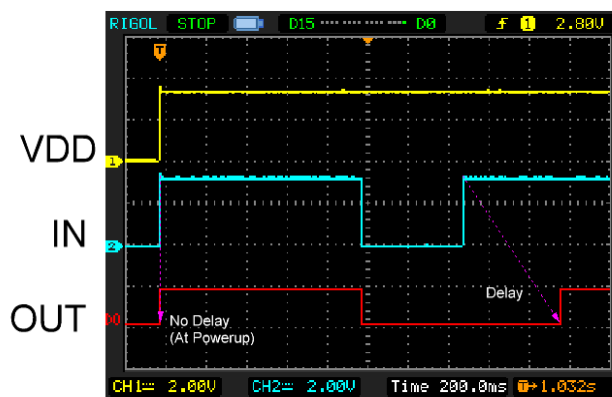 RIGOL STOP D15 D0 1 2.80V
T
VDD
1
IN
2
OUT
D0
No Delay
(At Powerup)
Delay
CH1 2.00V CH2 2.00V Time 200.0ms T→1.032s